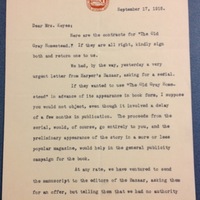 September 17, 1918.
Dear Mrs. Keyes:
Here are the contracts for "The Old
Gray Homestead." If they are all right, kindly sign
both and return one to me.
We had, by the way, yesterday a very
urgent letter from Harper's Bazaar, asking for a serial.
If they wanted to use "The Old Gray Home
stead" in advance of its appearance in book form, I suppose
you would not object, even though it involved a delay
of a few months in publication. The proceeds from the
serial, would, of course, go entirely to you, and the
preliminary appearance of the story in a more or less
popular magazine, would help in the general publicity
campaign for the book.
At any rate, we have ventured to send
the manuscript to the editors of the Bazaar, asking them
for an offer, but telling them that we had no authority